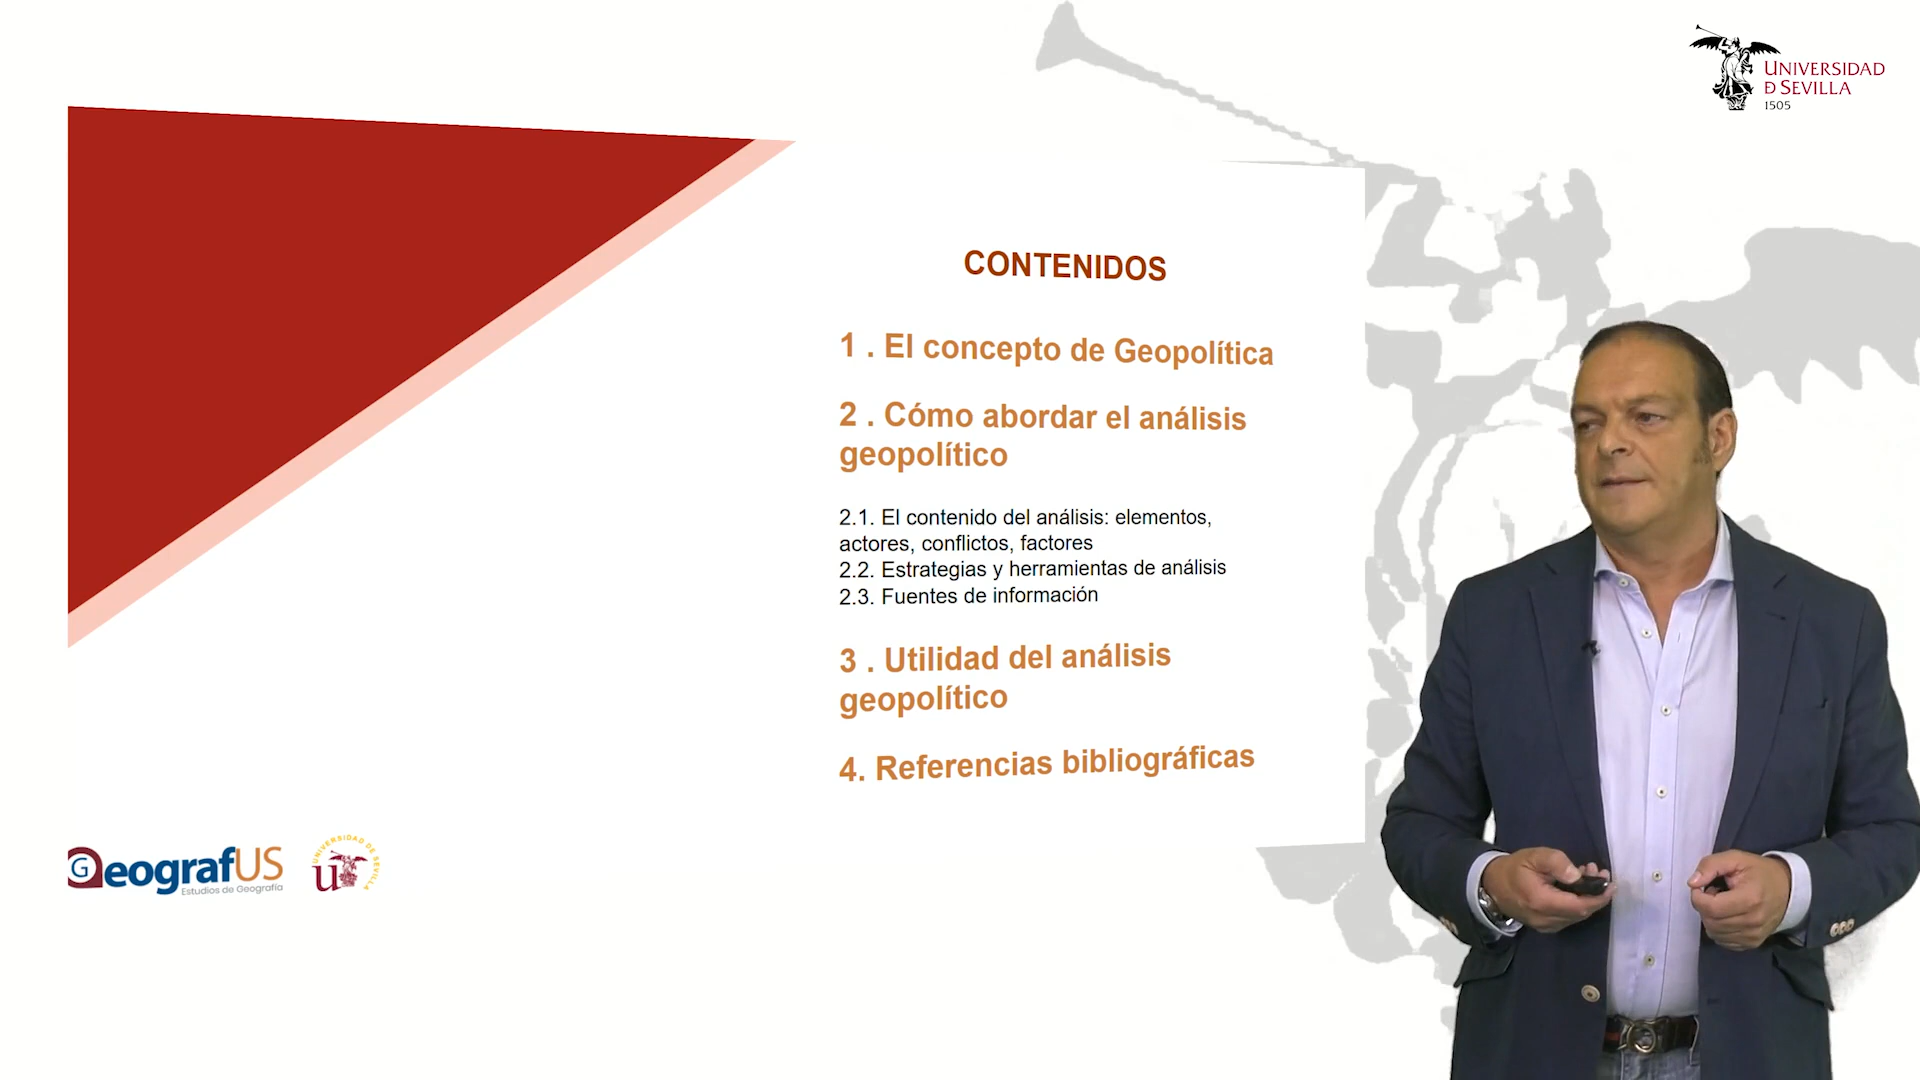 UNIVERSIDAD
Ð SEVILLA
1505
CONTENIDOS
1 . El concepto de Geopolítica
2 . Cómo abordar el análisis
geopolítico
2.1. El contenido del análisis: elementos,
actores, conflictos, factores
2.2. Estrategias y herramientas de análisis
2.3. Fuentes de información
3 . Utilidad del análisis
geopolítico
4. Referencias bibliográficas
GeografUS
Estudios de Geografía
UNIVERSIDAD DE SEVILLA